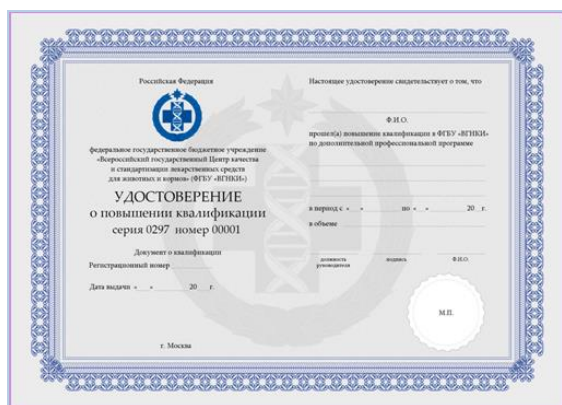 Российская Федерация
федеральное государственное бюджетное учреждение
«Всероссийский государственный Центр качества
и стандартизации лекарственных средств
для животных и кормов» (ФГБУ «ВГНКИ»)
УДОСТОВЕРЕНИЕ
о повышении квалификации
серия 0297 номер 00001
Документ о квалификации
Регистрационный номер
Дата выдачи « » 20 г.
г. Москва
Настоящее удостоверение свидетельствует о том, что
Ф.И.О.
прошел(а) повышении квалификации в ФГБУ «ВГНКИ»
по дополнительной профессиональной программе
в период с « » по « » 20 г.
в объеме
должность подпись Ф.И.О.
руководителя
М.П.